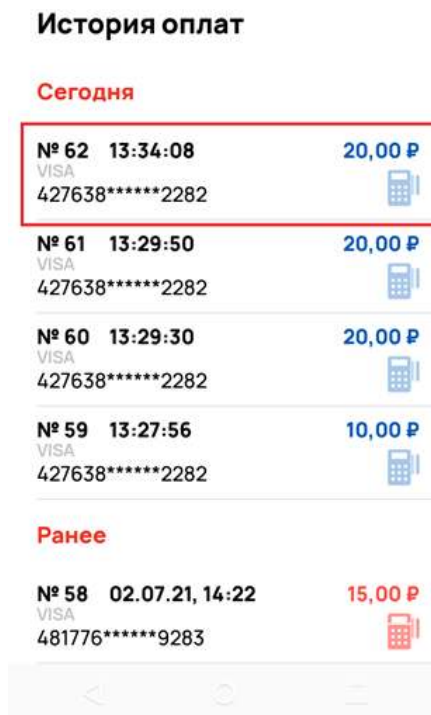 История оплат
Сегодня
№ 62 13:34:08 20,00 ₽
VISA
427638******2282
№ 61 13:29:50 20,00 ₽
VISA
427638******2282
№ 60 13:29:30 20,00 ₽
VISA
427638******2282
№ 59 13:27:56 10,00 ₽
VISA
427638******2282
Ранее
№ 58 02.07.21, 14:22 15,00 ₽
VISA
481776******9283